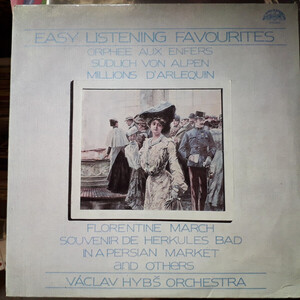 EASY LISTENING FAVOURITES
ORPHEE AUX ENFERS
SÜDLICH VON ALPEN
MILLIONS D'ARLEQUIN
FLORENTINE MARCH
SOUVENIR DE HERKULES BAD
IN A PERSIAN MARKET
and OTHERS
VÁCLAV HYBŠ ORCHESTRA